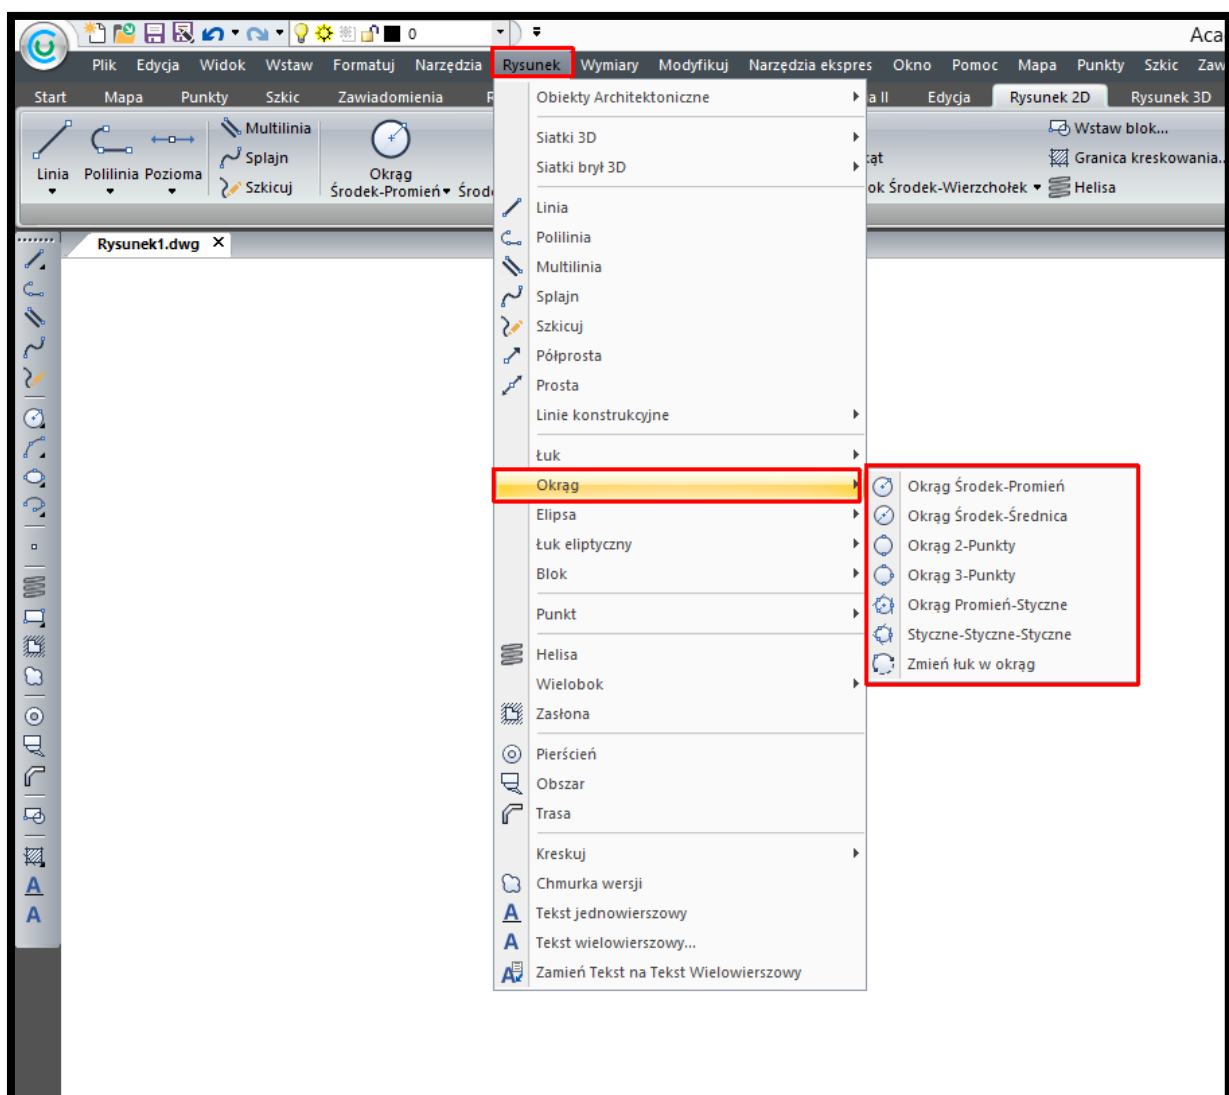 0
Aca
Plik Edycja Widok Wstaw Formatuj Narzędzia Rysunek Wymiary Modyfikuj Narzędzia ekspres Okno Pomoc Mapa Punkty Szkic Zaw
Start Mapa Punkty Szkic Zawiadomienia R a II Edycja Rysunek 2D Rysunek 3D
Linia
Polilinia
Pozioma
Multilinia
Splajn
Szkicuj
Okrąg
Środek-Promień
Środ
kąt
ok Środek-Wierzchołek
Wstaw blok...
Granica kreskowania...
Helisa
Rysunek1.dwg X
Obiekty Architektoniczne
Siatki 3D
Siatki brył 3D
Linia
Polilinia
Multilinia
Splajn
Szkicuj
Półprosta
Prosta
Linie konstrukcyjne
Łuk
Okrąg
Elipsa
Łuk eliptyczny
Blok
Punkt
Helisa
Wielobok
Zasłona
Pierścień
Obszar
Trasa
Kreskuj
Chmurka wersji
Tekst jednowierszowy
Tekst wielowierszowy...
Zamień Tekst na Tekst Wielowierszowy
Okrąg Środek-Promień
Okrąg Środek-Średnica
Okrąg 2-Punkty
Okrąg 3-Punkty
Okrąg Promień-Styczne
Styczne-Styczne-Styczne
Zmień łuk w okrąg
A
A